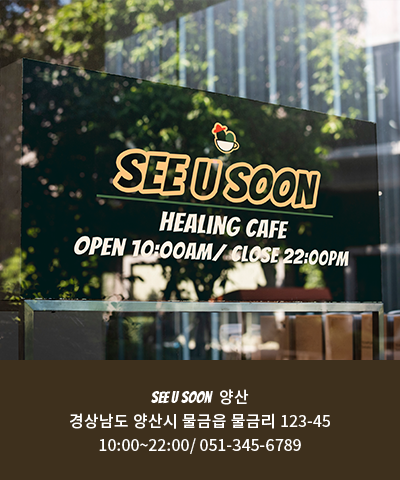 SEE U SOON
HEALING CAFE
OPEN 10:00AM/ CLOSE 22:00PM
SEE U SOON 양산
경상남도 양산시 물금읍 물금리 123-45
10:00~22:00/ 051-345-6789